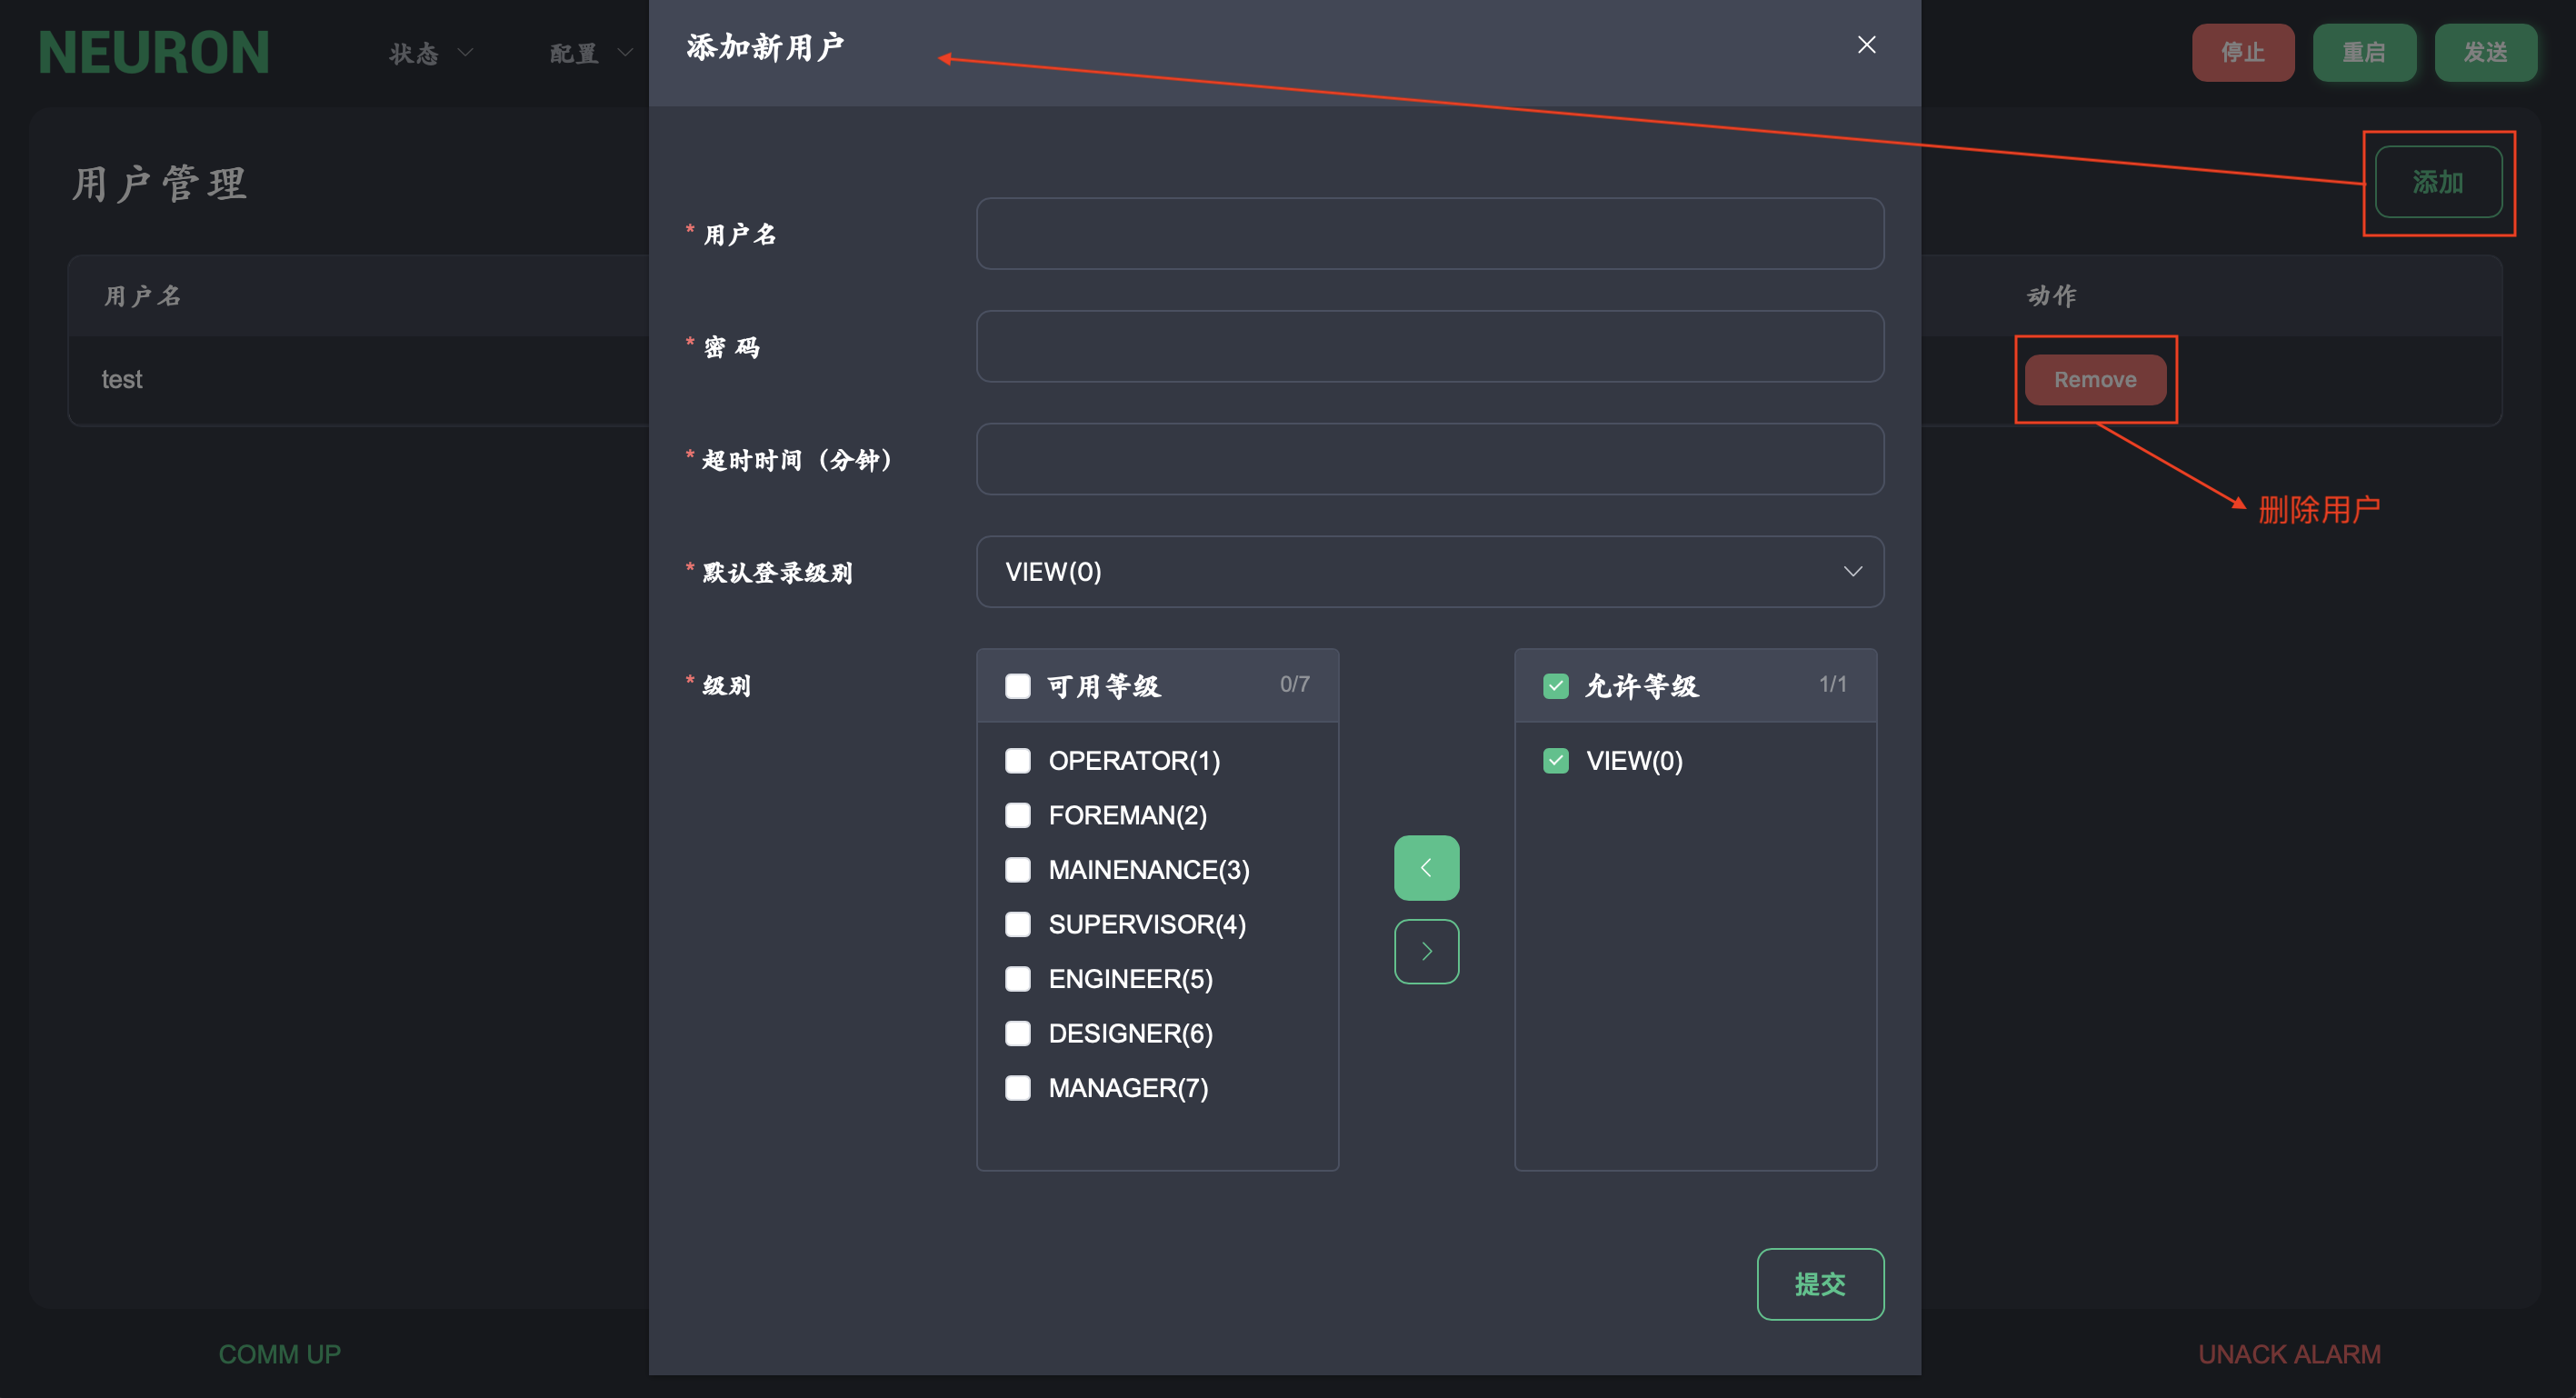 NEURON
状态
配置
停止
重启
发送
添加新用户
用户管理
添加
用户名
动作
test
Remove
删除用户
* 用户名
* 密 码
* 超时时间（分钟）
* 默认登录级别
VIEW(0)
* 级别
可用等级 0/7
OPERATOR(1)
FOREMAN(2)
MAINENANCE(3)
SUPERVISOR(4)
ENGINEER(5)
DESIGNER(6)
MANAGER(7)
允许等级 1/1
VIEW(0)
提交
COMM UP
UNACK ALARM